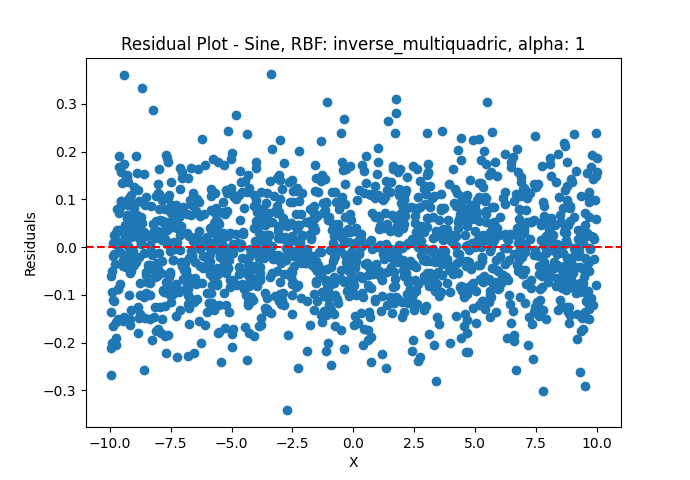 Residual Plot - Sine, RBF: inverse_multiquadric, alpha: 1
0.3
0.2
0.1
0.0
−0.1
−0.2
−0.3
Residuals
−10.0 −7.5 −5.0 −2.5 0.0 2.5 5.0 7.5 10.0
X